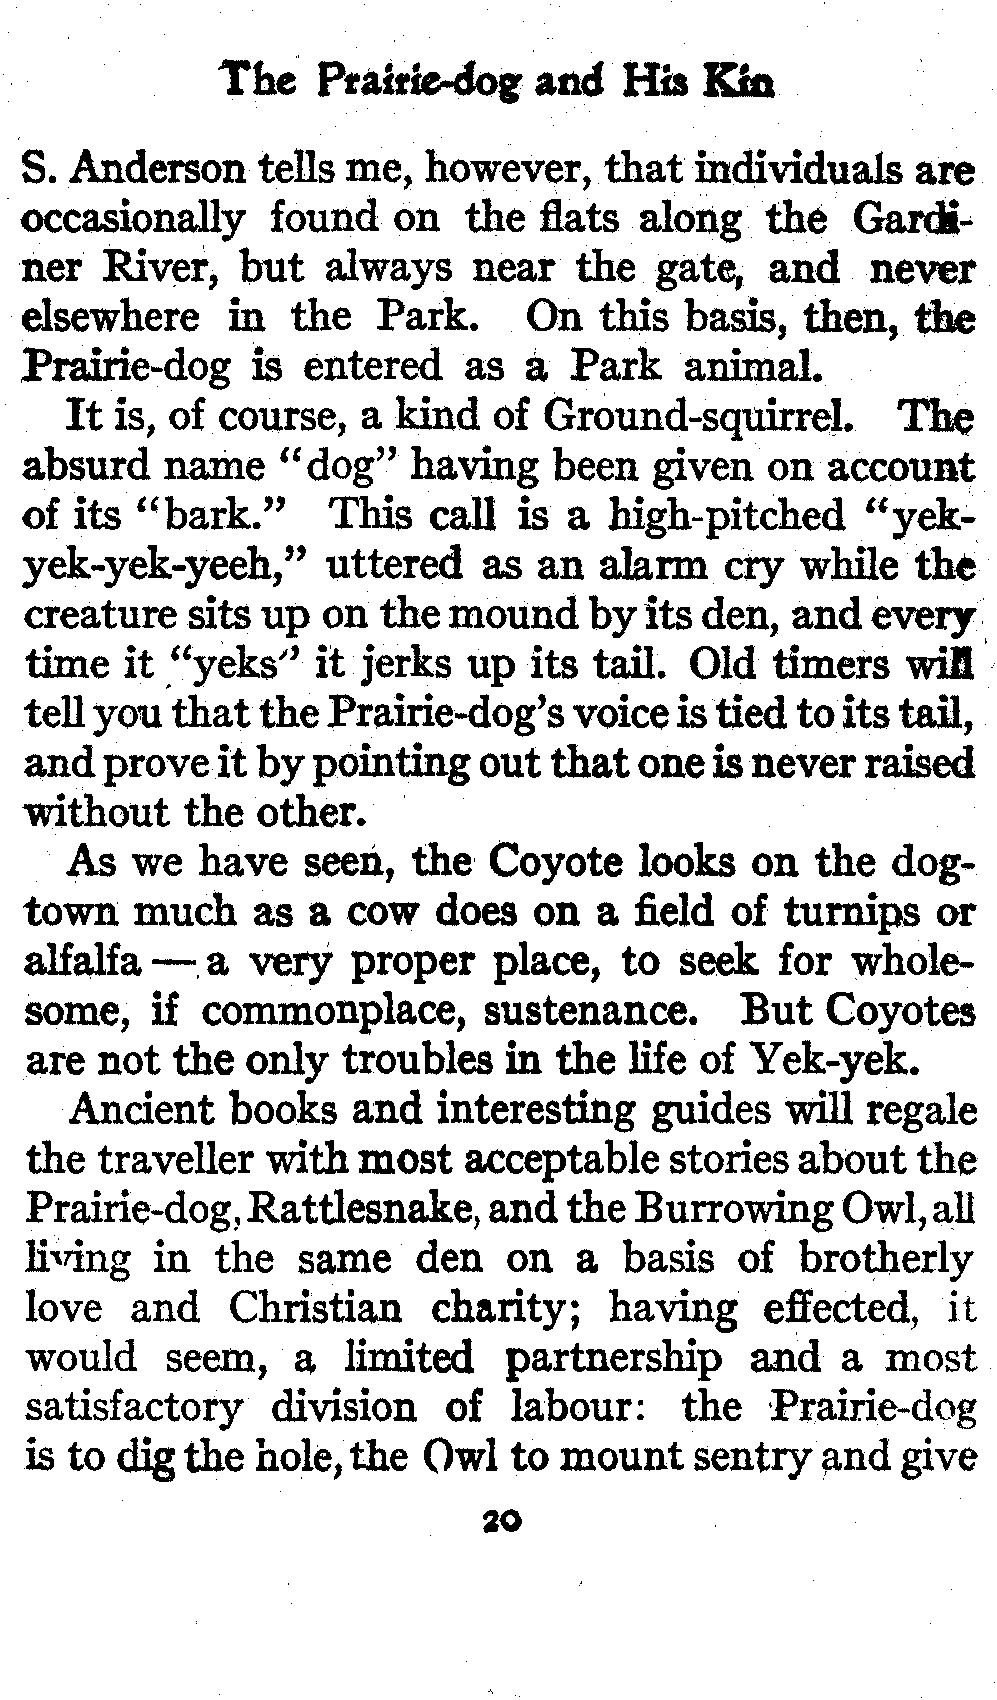 The Prairie-dog and His Kin
S. Anderson tells me, however, that individuals are
occasionally found on the flats along the Gardi-
ner River, but always near the gate, and never
elsewhere in the Park. On this basis, then, the
Prairie-dog is entered as a Park animal.
It is, of course, a kind of Ground-squirrel. The
absurd name "dog" having been given on account
of its "bark." This call is a high-pitched "yek-
yek-yek-yeeh," uttered as an alarm cry while the
creature sits up on the mound by its den, and every
time it "yeks" it jerks up its tail. Old timers will
tell you that the Prairie-dog's voice is tied to its tail,
and prove it by pointing out that one is never raised
without the other.
As we have seen, the Coyote looks on the dog-
town much as a cow does on a field of turnips or
alfalfa — a very proper place, to seek for whole-
some, if commonplace, sustenance. But Coyotes
are not the only troubles in the life of Yek-yek.
Ancient books and interesting guides will regale
the traveller with most acceptable stories about the
Prairie-dog, Rattlesnake, and the Burrowing Owl, all
living in the same den on a basis of brotherly
love and Christian charity; having effected, it
would seem, a limited partnership and a most
satisfactory division of labour: the Prairie-dog
is to dig the hole, the Owl to mount sentry and give
20